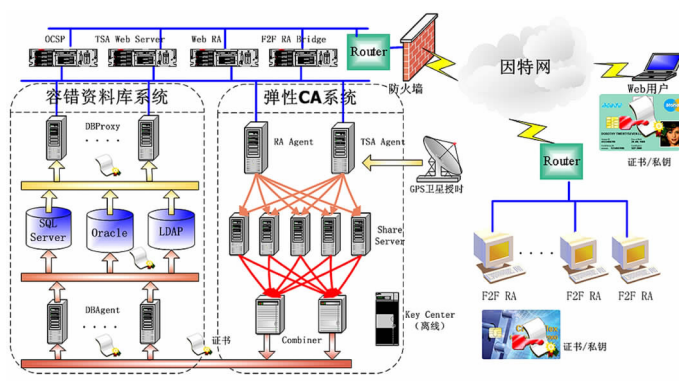 OCSP
TSA Web Server
Web RA
F2F RA Bridge
Router
防火墙
因特网
Web用户
证书/私钥
容错资料库系统
弹性CA系统
DBProxy
.....
RA Agent
TSA Agent
GPS卫星授时
Router
SQL
Server
Oracle
LDAP
Share
Server
F2F RA
....
F2F RA
F2F RA
DBAgent
.....
证书
Combiner
Key Center
(离线)
证书/私钥